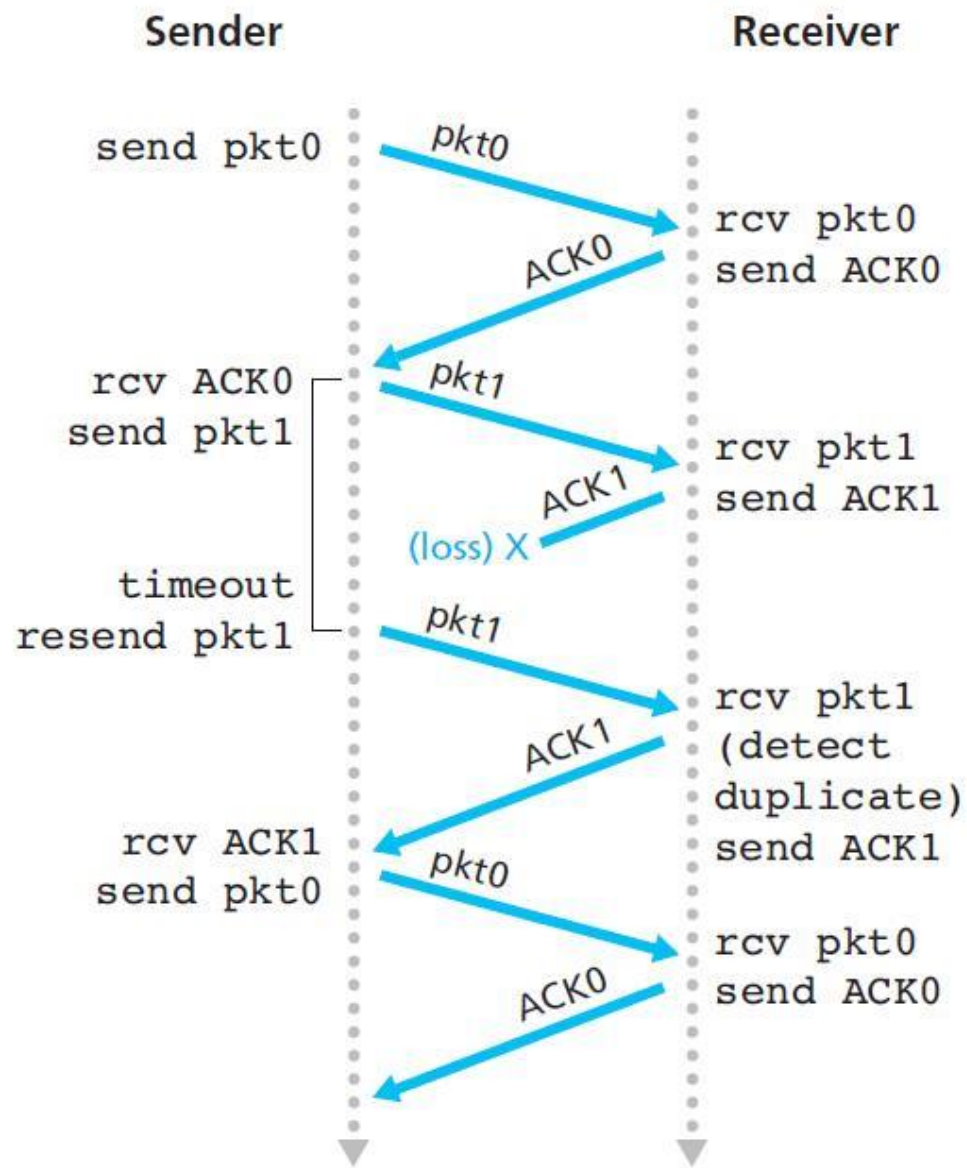 Sender
Receiver
send pkt0
pkt0
rcv pkt0
send ACK0
ACK0
rcv ACK0
send pkt1
pkt1
rcv pkt1
send ACK1
ACK1
(loss) X
timeout
resend pkt1
pkt1
rcv pkt1
(detect
duplicate)
send ACK1
ACK1
rcv ACK1
send pkt0
pkt0
rcv pkt0
send ACK0
ACK0